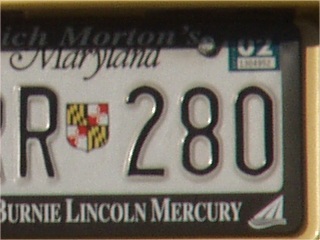 ich Morton's
Maryland
02
RR 280
BURNIE LINCOLN MERCURY